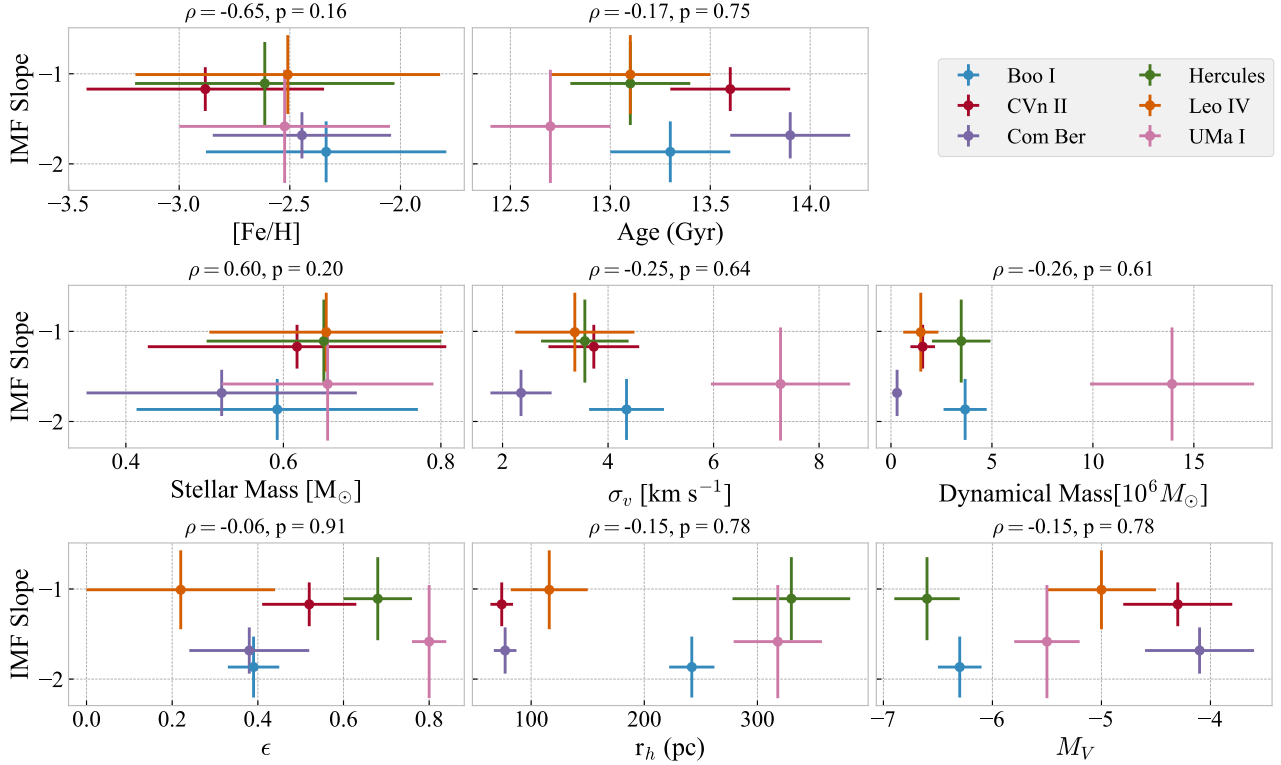 ρ = -0.65, p = 0.16
ρ = -0.17, p = 0.75
IMF Slope
−1
−2
−3.5 −3.0 −2.5 −2.0
[Fe/H]
12.5 13.0 13.5 14.0
Age (Gyr)
Boo I
CVn II
Com Ber
Hercules
Leo IV
UMa I
ρ = 0.60, p = 0.20
ρ = -0.25, p = 0.64
ρ = -0.26, p = 0.61
IMF Slope
−1
−2
0.4 0.6 0.8
Stellar Mass [M⊙]
2 4 6 8
σᵥ [km s⁻¹]
0 5 10 15
Dynamical Mass[10⁶M⊙]
ρ = -0.06, p = 0.91
ρ = -0.15, p = 0.78
ρ = -0.15, p = 0.78
IMF Slope
−1
−2
0.0 0.2 0.4 0.6 0.8
ϵ
100 200 300
rₕ (pc)
−7 −6 −5 −4
M_V